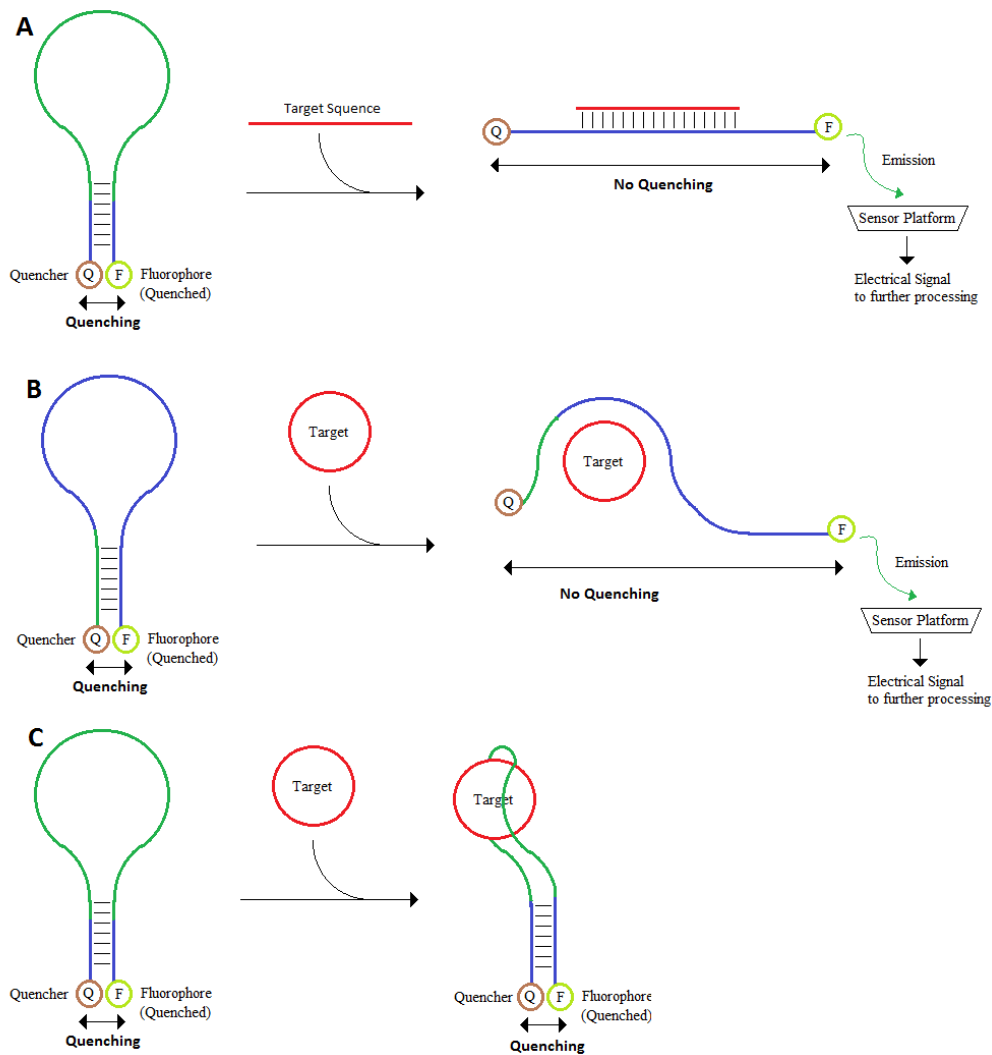 A
Target Squence
Q
F
Emission
No Quenching
Sensor Platform
Quencher
Q
F
Fluorophore
(Quenched)
Quenching
Electrical Signal
to further processing
B
Target
Target
Q
F
Emission
No Quenching
Sensor Platform
Quencher
Q
F
Fluorophore
(Quenched)
Quenching
Electrical Signal
to further processing
C
Target
Target
Quencher
Q
F
Fluorophore
(Quenched)
Quenching
Quencher
Q
F
Fluorophore
(Quenched)
Quenching